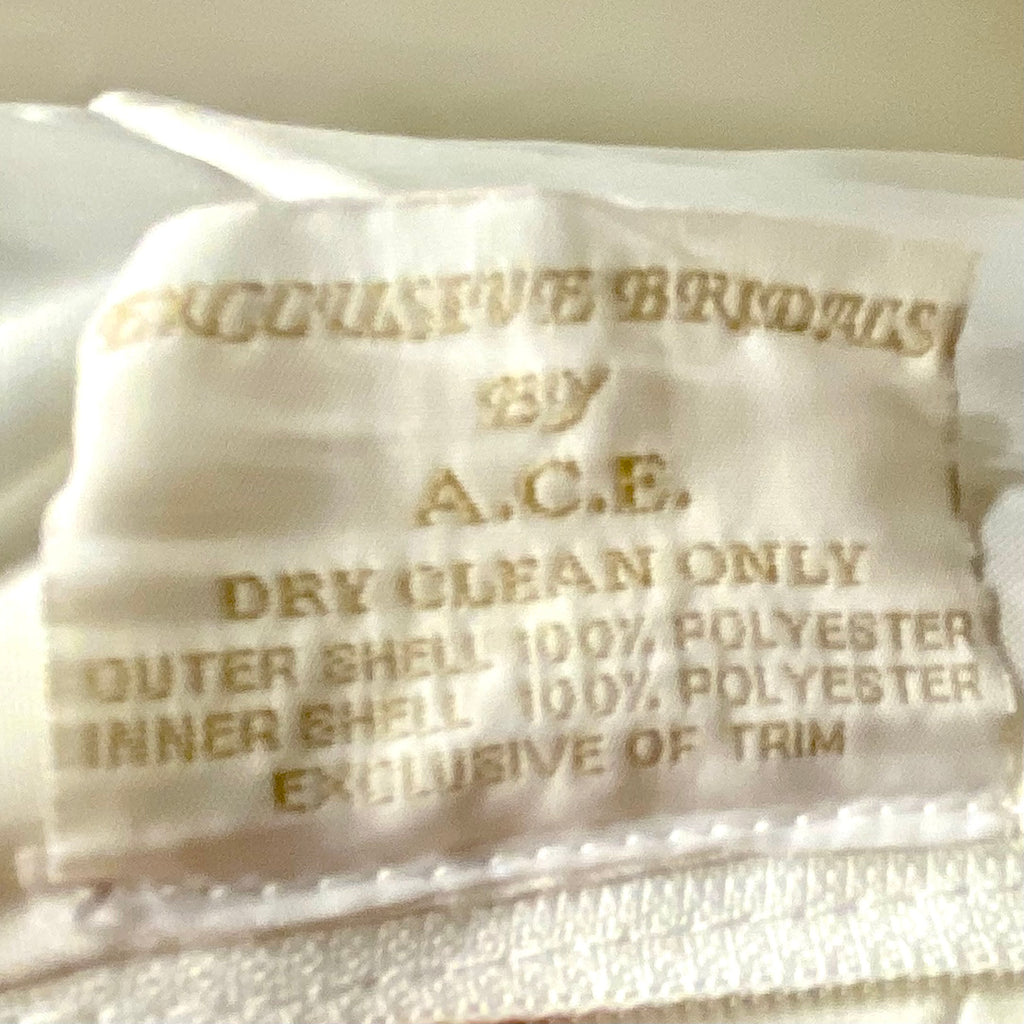 EXCLUSIVE BRIDALS
BY
A.C.E.
DRY CLEAN ONLY
OUTER SHELL 100% POLYESTER
INNER SHELL 100% POLYESTER
EXCLUSIVE OF TRIM